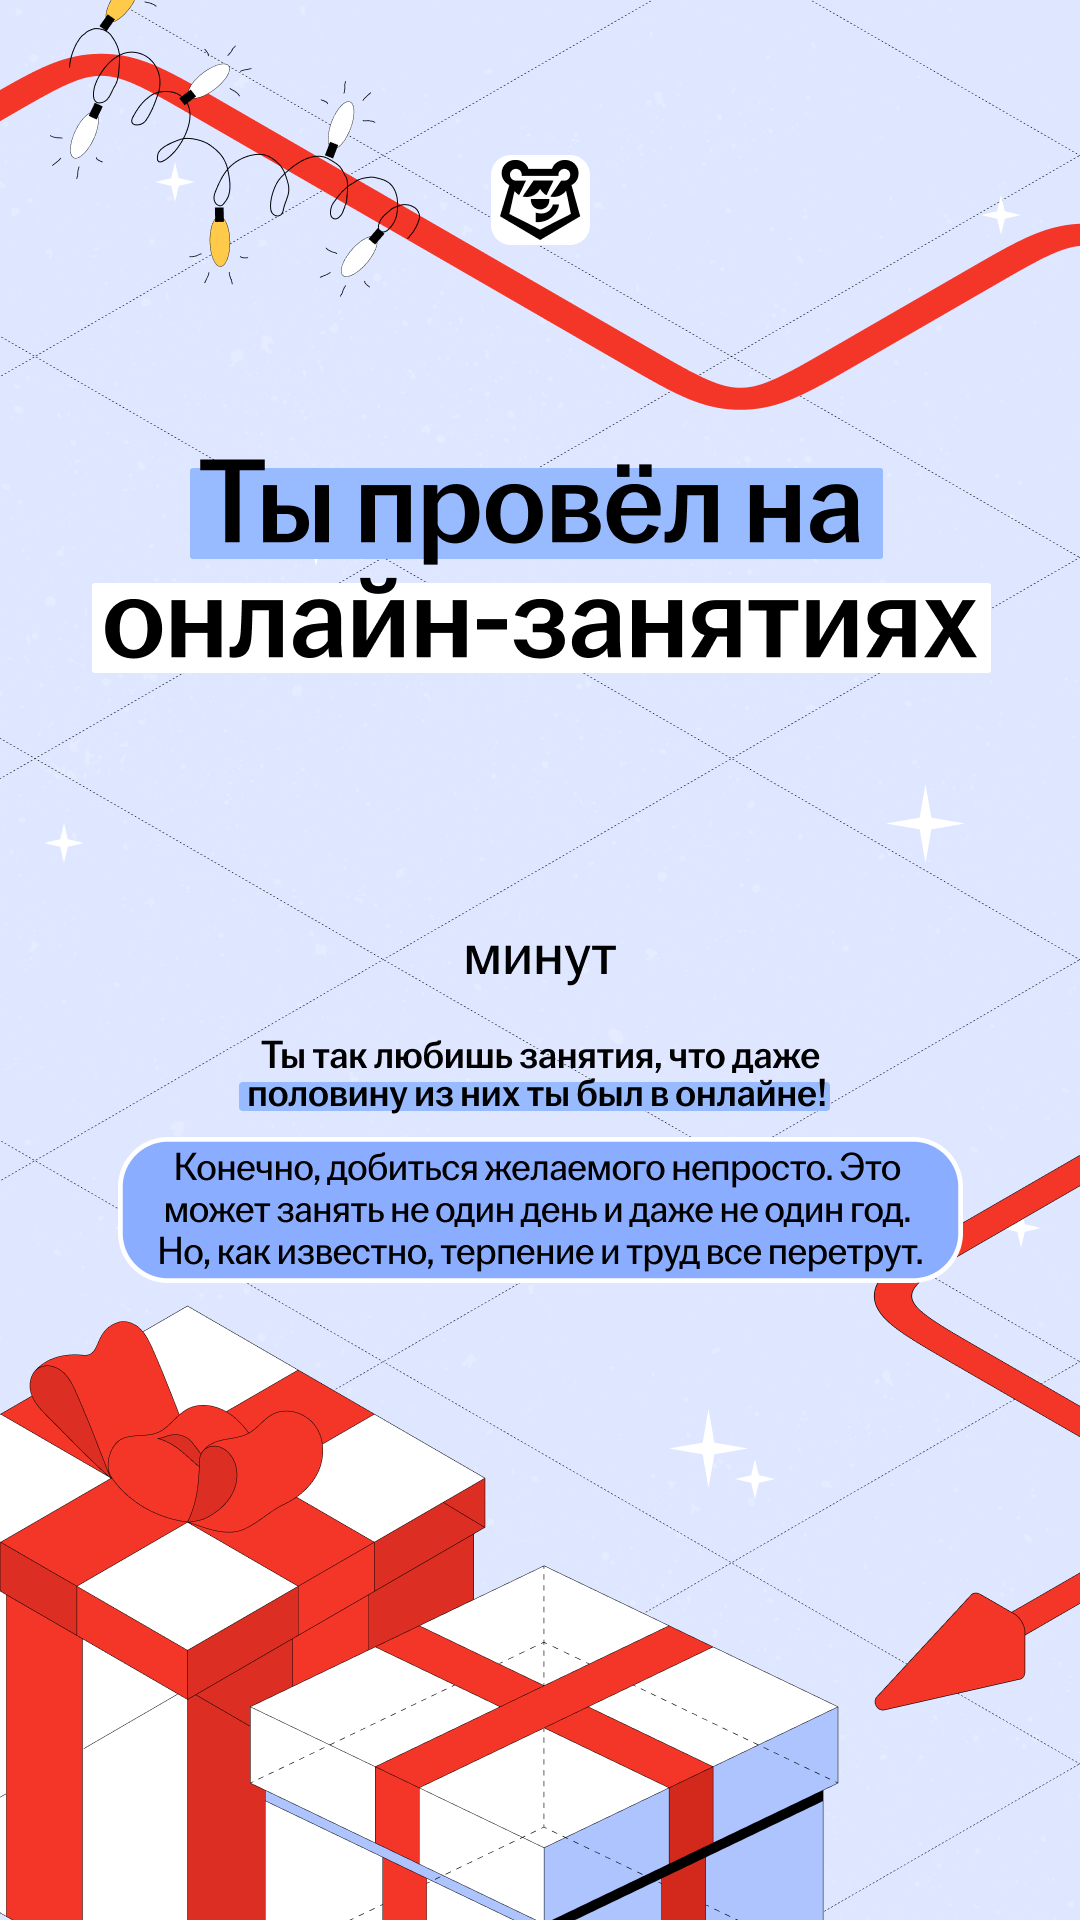 Ты провёл на
онлайн-занятиях
минут
Ты так любишь занятия, что даже
половину из них ты был в онлайне!
Конечно, добиться желаемого непросто. Это
может занять не один день и даже не один год.
Но, как известно, терпение и труд все перетрут.